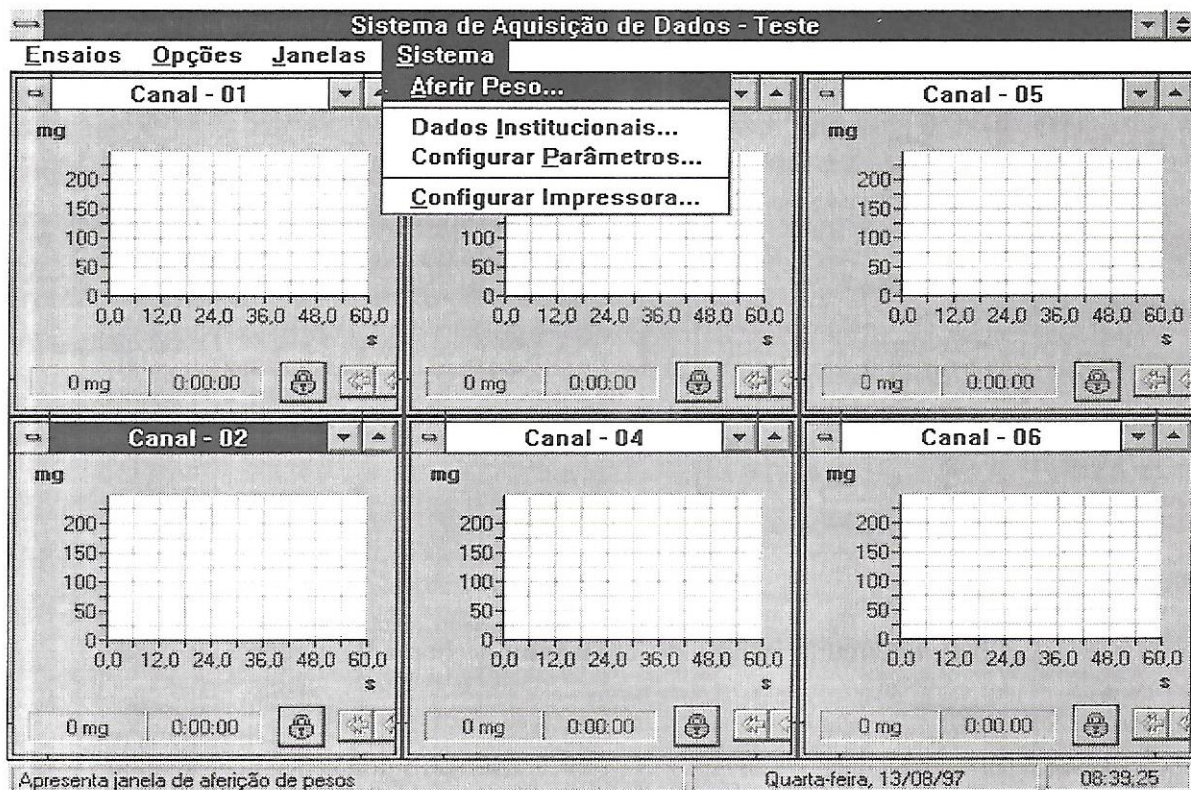 Sistema de Aquisição de Dados - Teste
Ensaios Opções Janelas Sistema
Aferir Peso...
Dados Institucionais...
Configurar Parâmetros...
Configurar Impressora...
Canal - 01
mg
200
150
100
50
0
0,0 12,0 24,0 36,0 48,0 60,0
s
0 mg 0:00:00
100
50
0
0,0 12,0 24,0 36,0 48,0 60,0
s
0 mg 0:00:00
Canal - 05
mg
200
150
100
50
0
0,0 12,0 24,0 36,0 48,0 60,0
s
0 mg 0:00:00
Canal - 02
mg
200
150
100
50
0
0,0 12,0 24,0 36,0 48,0 60,0
s
0 mg 0:00:00
Canal - 04
mg
200
150
100
50
0
0,0 12,0 24,0 36,0 48,0 60,0
s
0 mg 0:00:00
Canal - 06
mg
200
150
100
50
0
0,0 12,0 24,0 36,0 48,0 60,0
s
0 mg 0:00:00
Apresenta janela de aferição de pesos Quarta-feira, 13/08/97 08:39:25